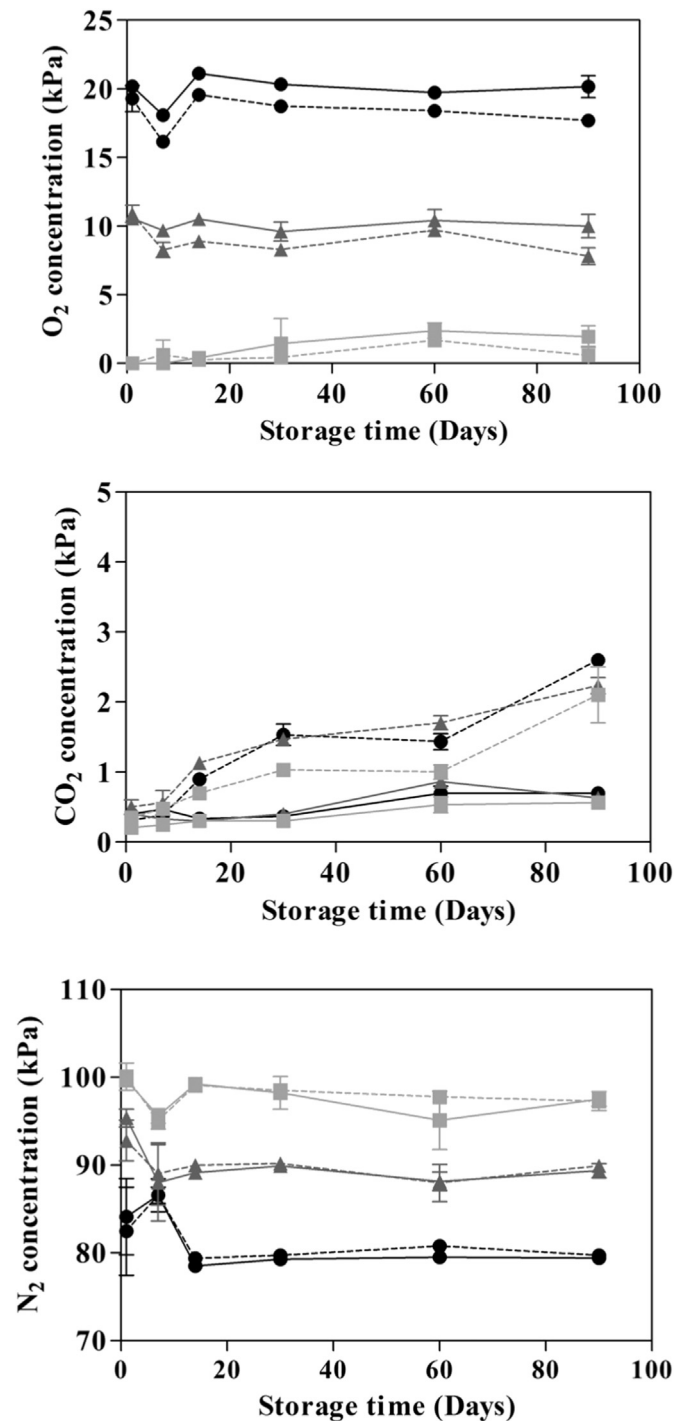 25
20
15
10
5
0
0 20 40 60 80 100
O₂ concentration (kPa)
Storage time (Days)
5
4
3
2
1
0
0 20 40 60 80 100
CO₂ concentration (kPa)
Storage time (Days)
110
100
90
80
70
0 20 40 60 80 100
N₂ concentration (kPa)
Storage time (Days)